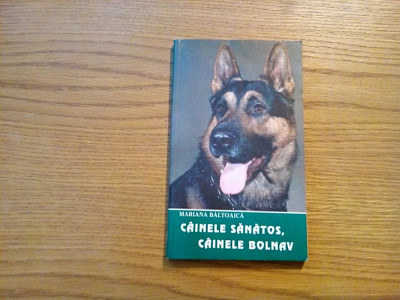 MARIANA BĂLTOAICĂ
CÂINELE SĂNĂTOS,
CÂINELE BOLNAV